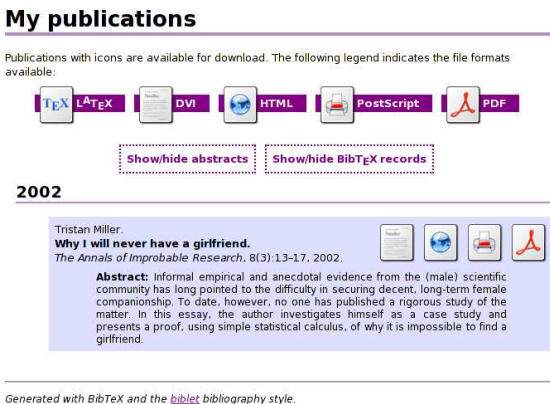 My publications
Publications with icons are available for download. The following legend indicates the file formats
available:
TEX LATEX DVI HTML PostScript PDF
Show/hide abstracts Show/hide BibTEX records
2002
Tristan Miller.
Why I will never have a girlfriend.
The Annals of Improbable Research, 8(3):13–17, 2002.
Abstract: Informal empirical and anecdotal evidence from the (male) scientific
community has long pointed to the difficulty in securing decent, long-term female
companionship. To date, however, no one has published a rigorous study of the
matter. In this essay, the author investigates himself as a case study and
presents a proof, using simple statistical calculus, of why it is impossible to find a
girlfriend.
Generated with BibTeX and the biblet bibliography style.